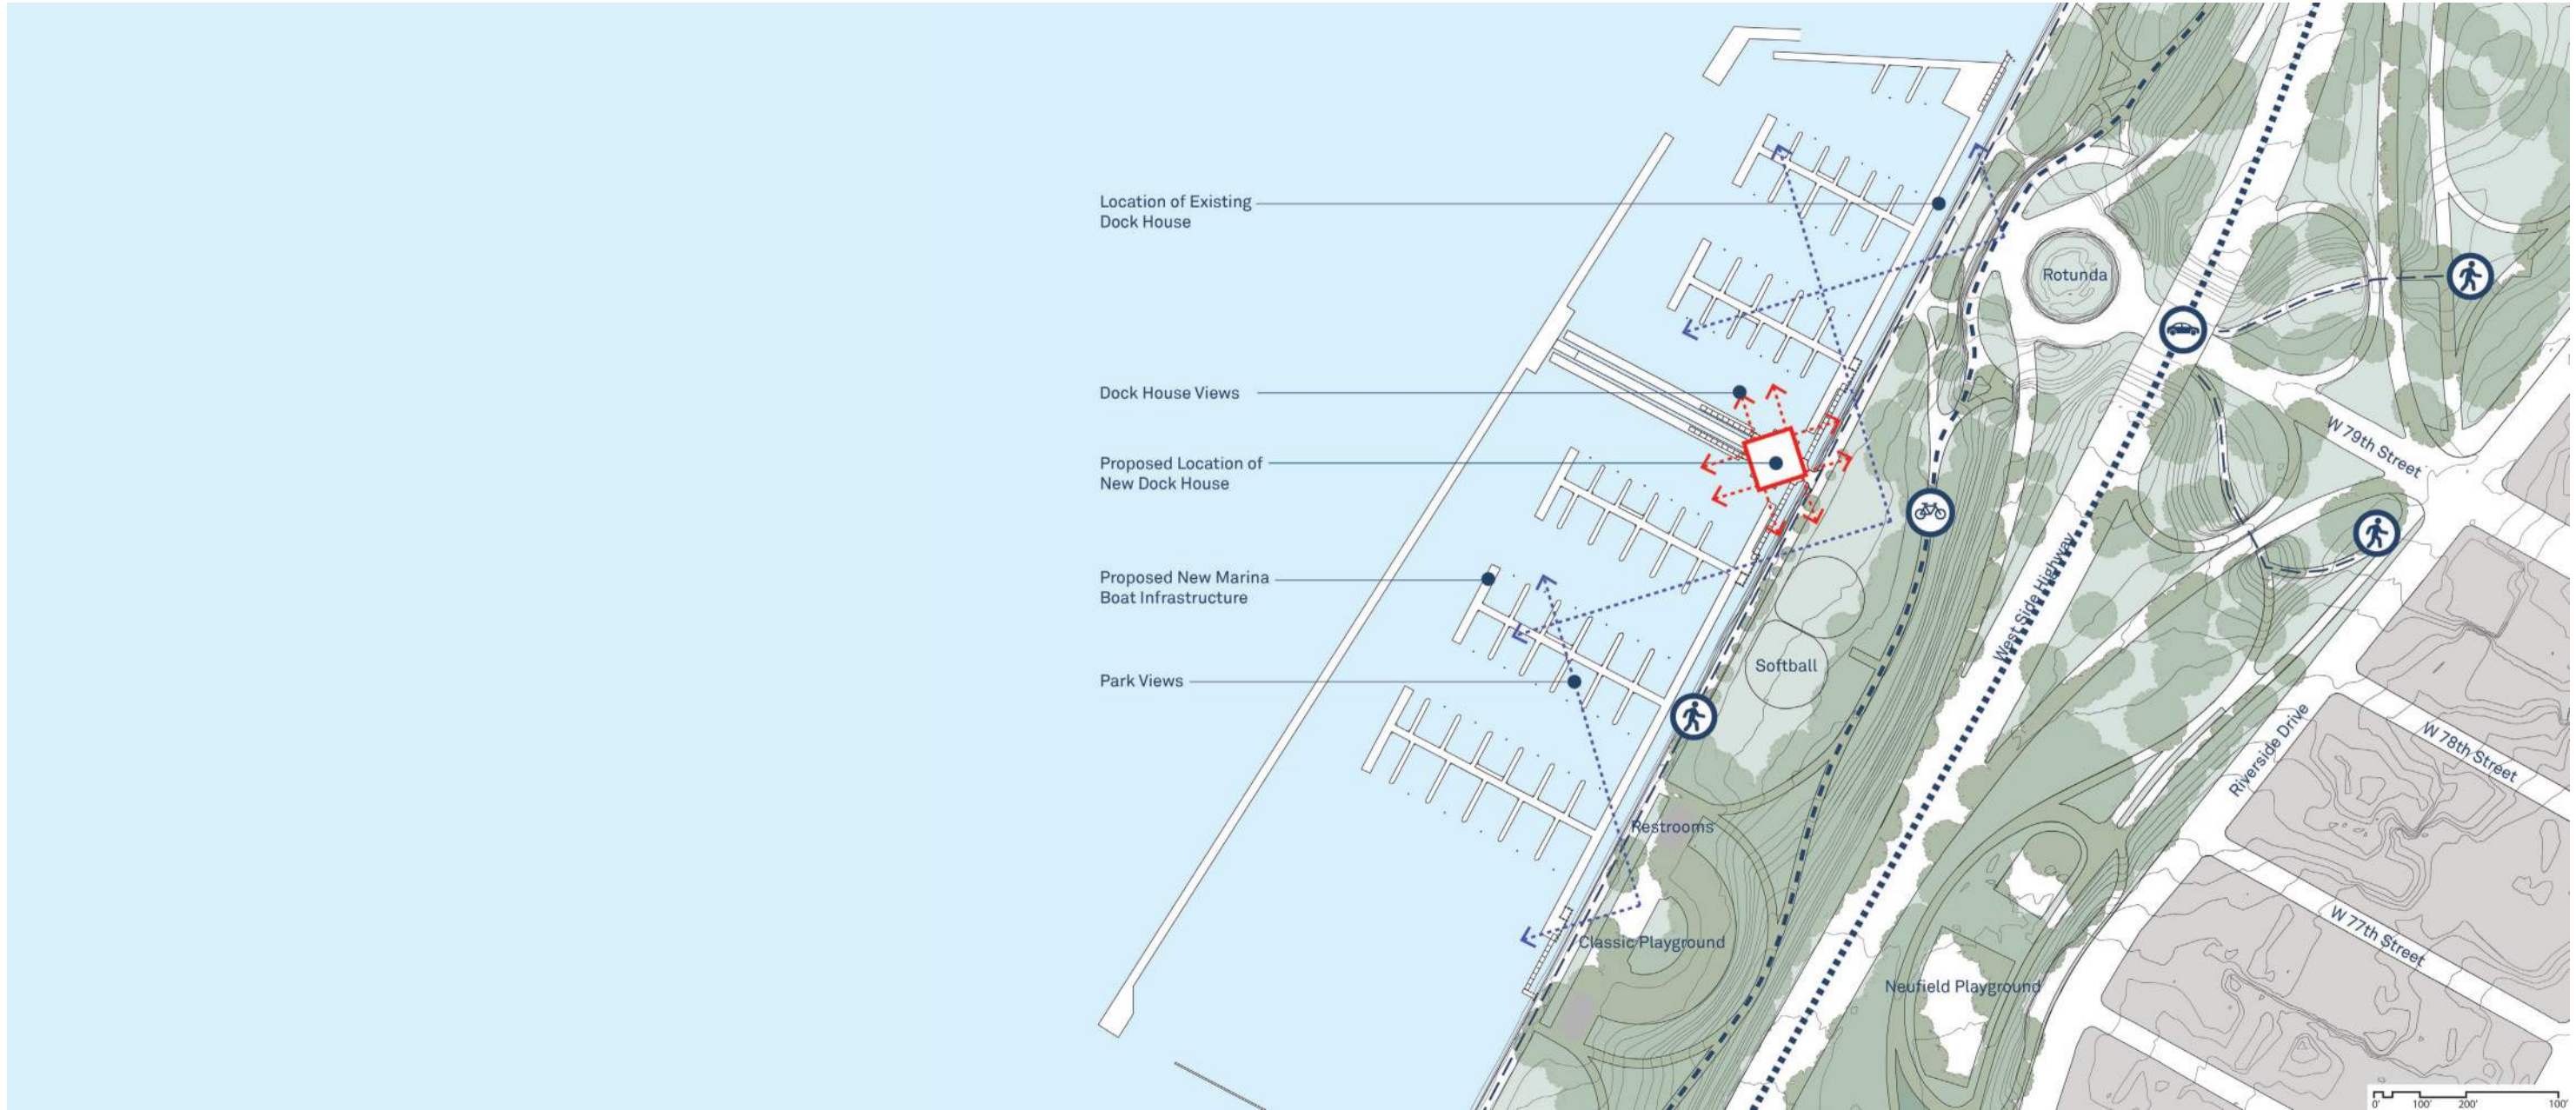 Location of Existing
Dock House
Rotunda
Dock House Views
W 79th Street
Proposed Location of
New Dock House
Proposed New Marina
Boat Infrastructure
West Side Highway
Softball
Park Views
Riverside Drive
W 78th Street
Restrooms
Classic Playground
W 77th Street
Neufield Playground
0' 100' 200' 100'